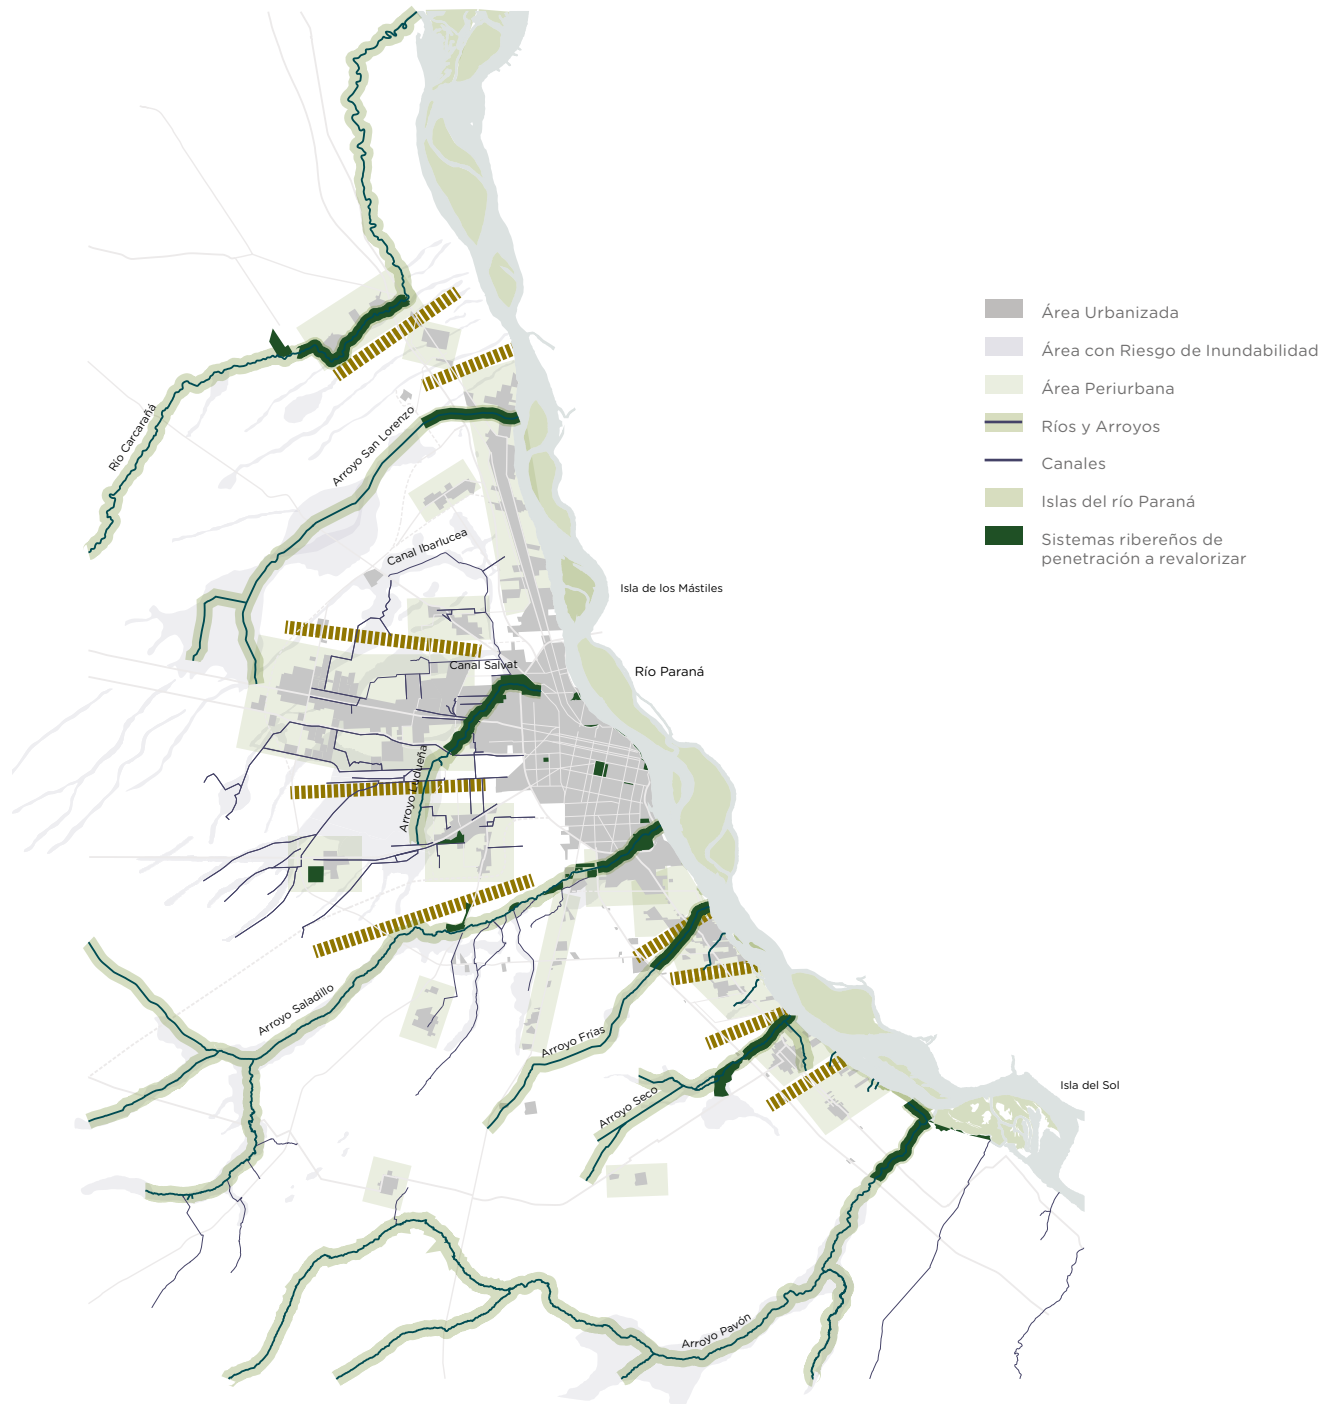 Área Urbanizada
Área con Riesgo de Inundabilidad
Área Periurbana
Ríos y Arroyos
Canales
Islas del río Paraná
Sistemas ribereños de
penetración a revalorizar
Río Carcarañá
Arroyo San Lorenzo
Canal Ibarlucea
Isla de los Mástiles
Canal Salvat
Río Paraná
Arroyo Ludueña
Arroyo Saladillo
Arroyo Frías
Arroyo Seco
Isla del Sol
Arroyo Pavón